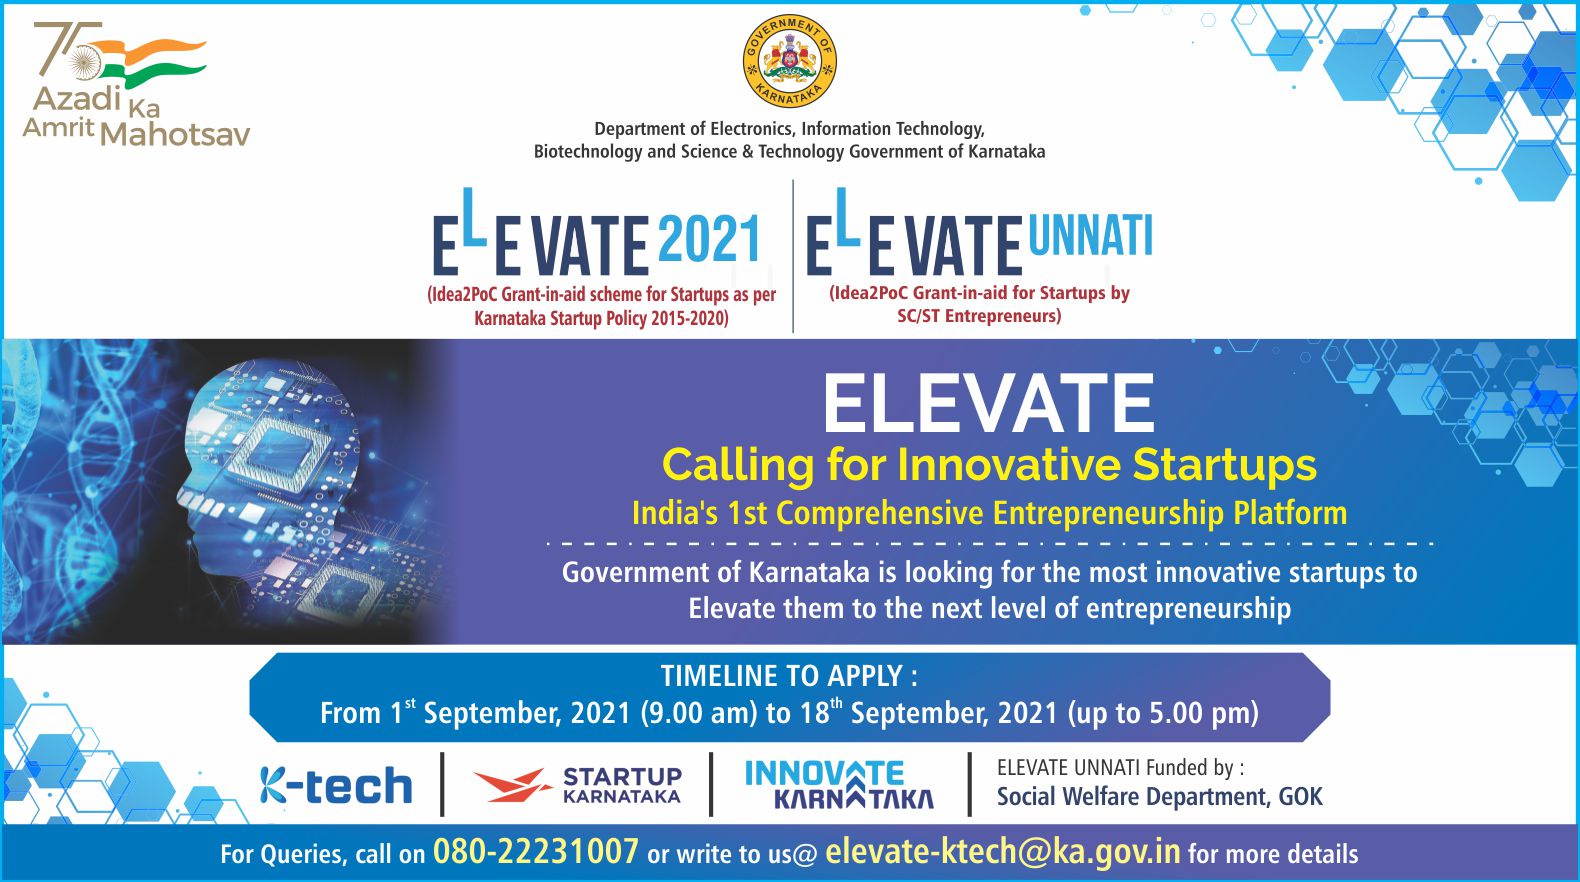 75
Azadi Ka
Amrit Mahotsav
GOVERNMENT OF
KARNATAKA
Department of Electronics, Information Technology,
Biotechnology and Science & Technology Government of Karnataka
ELEVATE 2021
(Idea2PoC Grant-in-aid scheme for Startups as per
Karnataka Startup Policy 2015-2020)
ELEVATE UNNATI
(Idea2PoC Grant-in-aid for Startups by
SC/ST Entrepreneurs)
ELEVATE
Calling for Innovative Startups
India's 1st Comprehensive Entrepreneurship Platform
Government of Karnataka is looking for the most innovative startups to
Elevate them to the next level of entrepreneurship
TIMELINE TO APPLY :
From 1st September, 2021 (9.00 am) to 18th September, 2021 (up to 5.00 pm)
K-tech
STARTUP
KARNATAKA
INNOVATE
KARNATAKA
ELEVATE UNNATI Funded by :
Social Welfare Department, GOK
For Queries, call on 080-22231007 or write to us@ elevate-ktech@ka.gov.in for more details